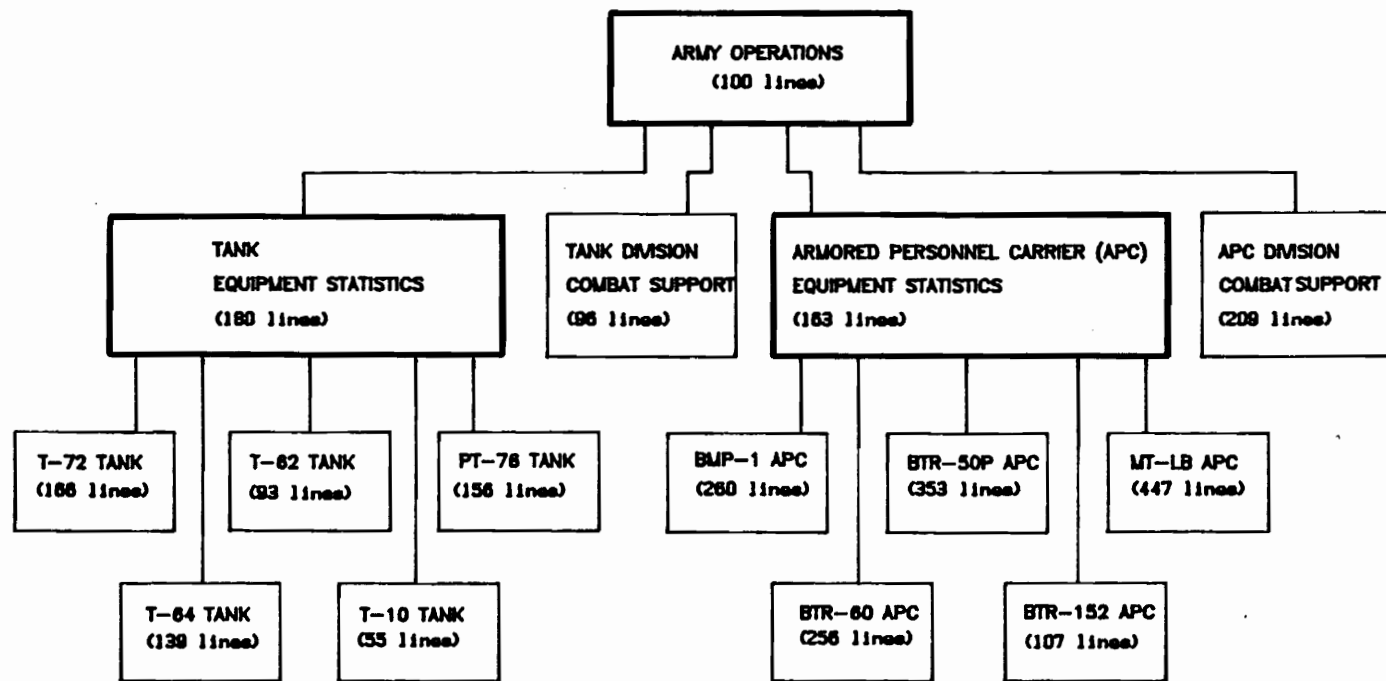 ARMY OPERATIONS
(100 lines)
TANK
EQUIPMENT STATISTICS
(180 lines)
TANK DIVISION
COMBAT SUPPORT
(96 lines)
ARMORED PERSONNEL CARRIER (APC)
EQUIPMENT STATISTICS
(163 lines)
APC DIVISION
COMBAT SUPPORT
(209 lines)
T-72 TANK
(166 lines)
T-62 TANK
(93 lines)
PT-76 TANK
(156 lines)
BMP-1 APC
(260 lines)
BTR-50P APC
(353 lines)
MT-LB APC
(447 lines)
T-64 TANK
(139 lines)
T-10 TANK
(55 lines)
BTR-60 APC
(256 lines)
BTR-152 APC
(107 lines)